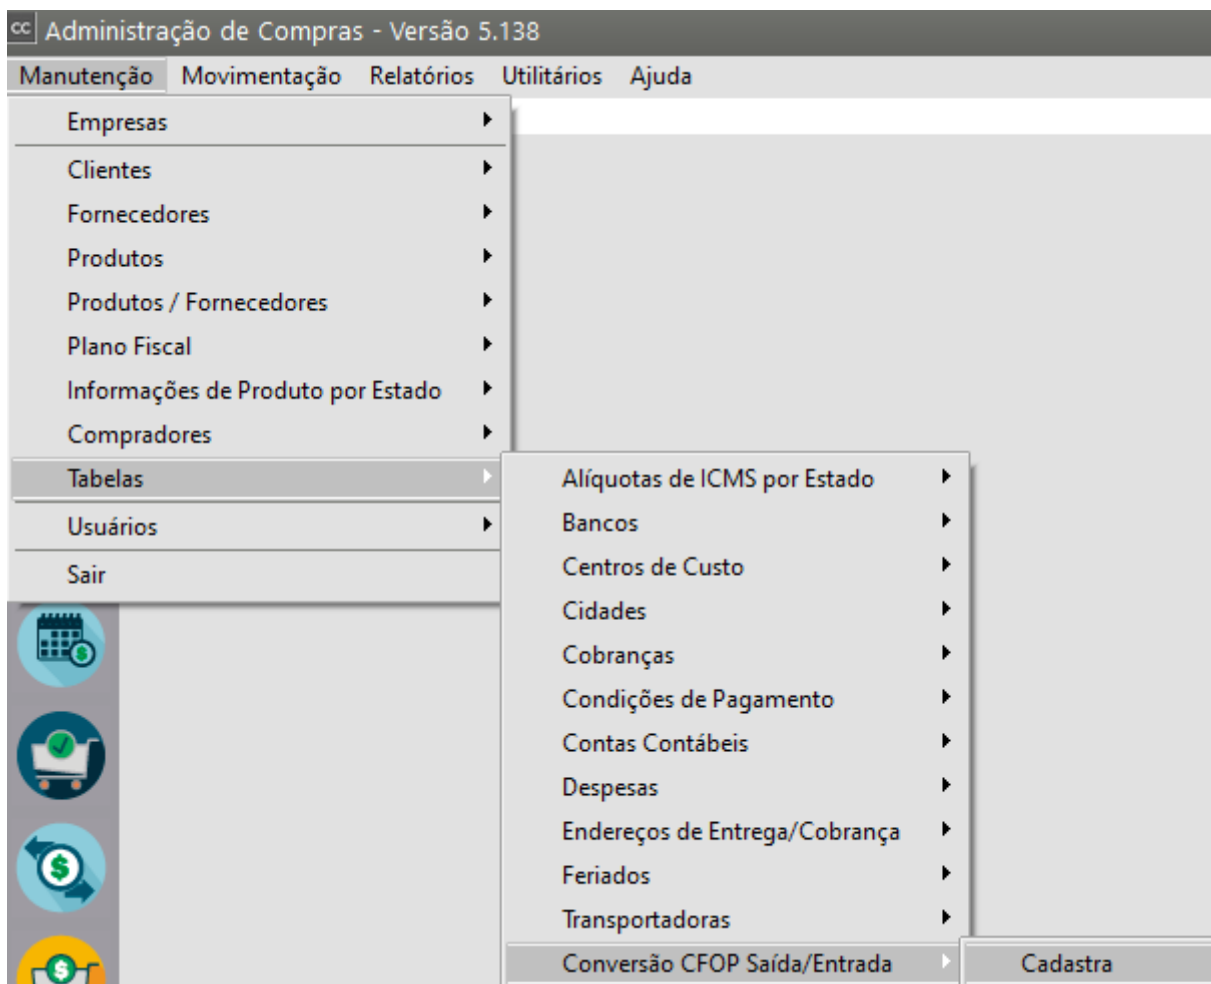 cc Administração de Compras - Versão 5.138
Manutenção Movimentação Relatórios Utilitários Ajuda
Empresas
Clientes
Fornecedores
Produtos
Produtos / Fornecedores
Plano Fiscal
Informações de Produto por Estado
Compradores
Tabelas
Usuários
Sair
Alíquotas de ICMS por Estado
Bancos
Centros de Custo
Cidades
Cobranças
Condições de Pagamento
Contas Contábeis
Despesas
Endereços de Entrega/Cobrança
Feriados
Transportadoras
Conversão CFOP Saída/Entrada
Cadastra